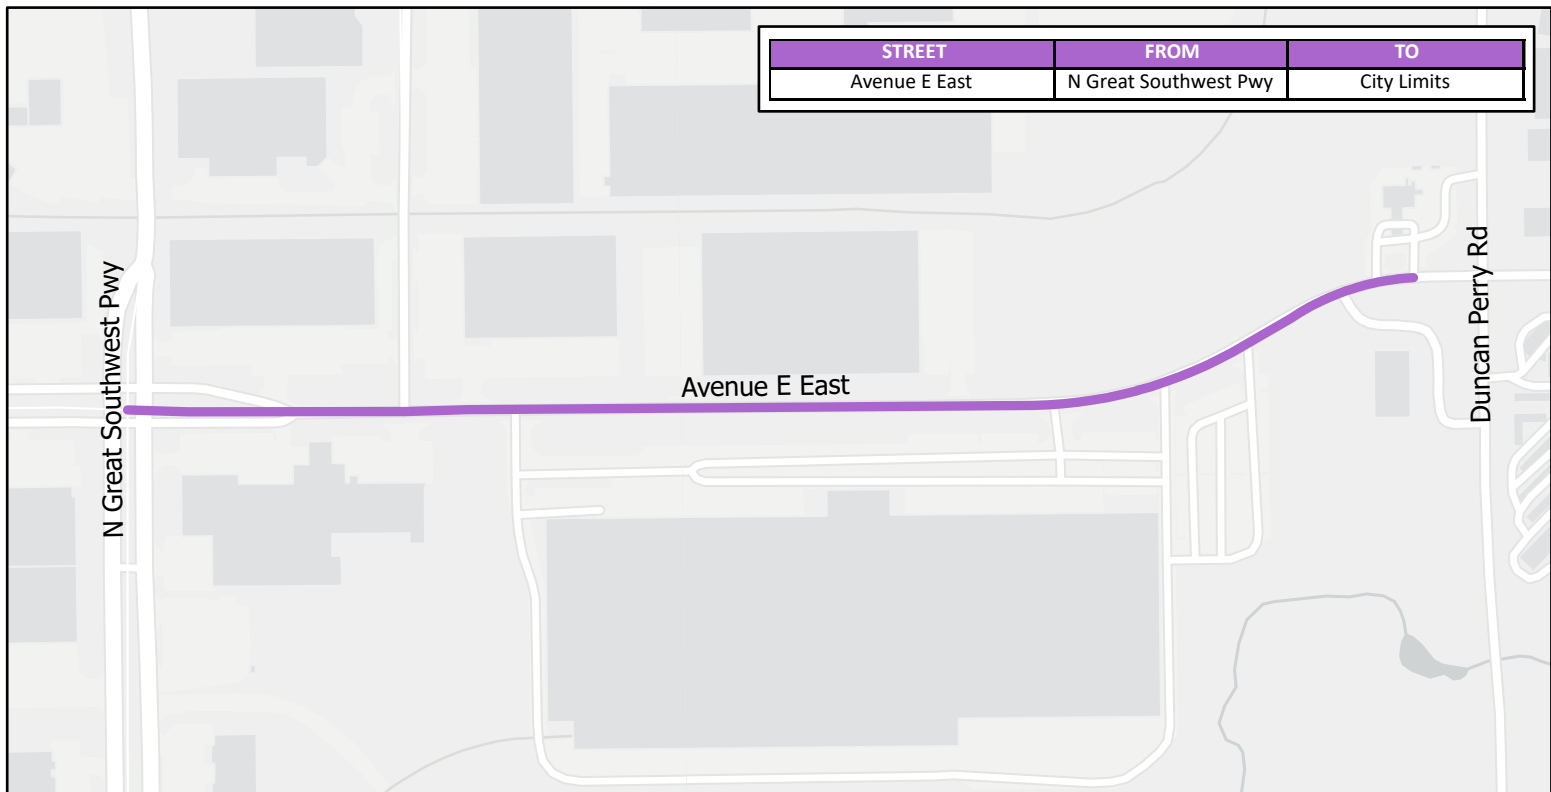 STREET FROM TO
Avenue E East N Great Southwest Pwy City Limits
N Great Southwest Pwy
Avenue E East
Duncan Perry Rd